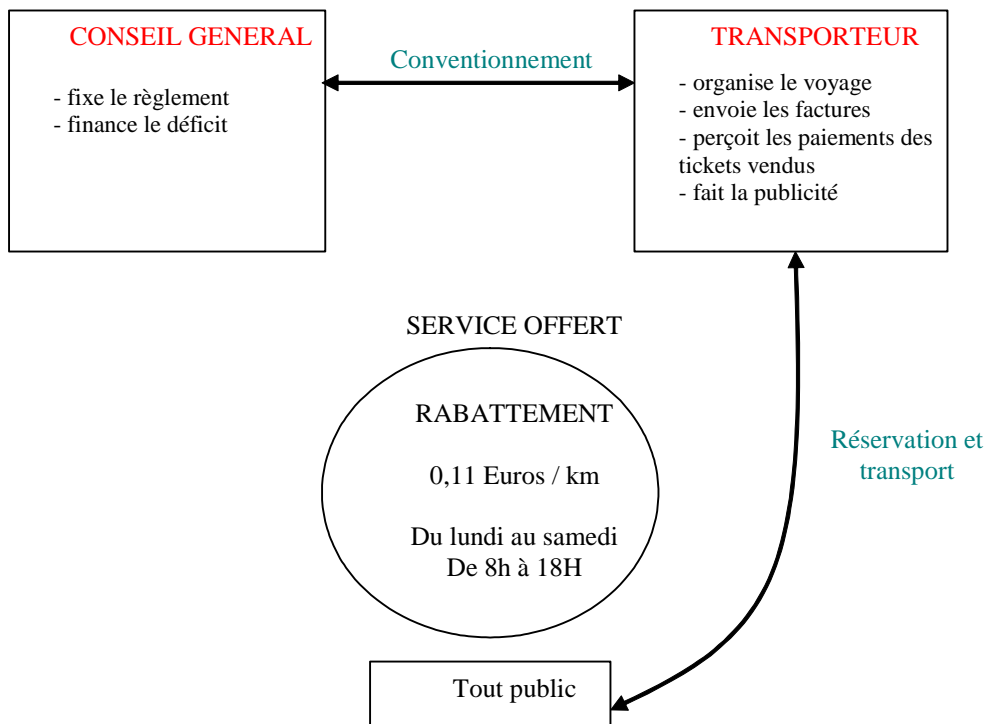 CONSEIL GENERAL
- fixe le règlement
- finance le déficit
Conventionnement
TRANSPORTEUR
- organise le voyage
- envoie les factures
- perçoit les paiements des
tickets vendus
- fait la publicité
SERVICE OFFERT
RABATTEMENT
0,11 Euros / km
Du lundi au samedi
De 8h à 18H
Réservation et
transport
Tout public